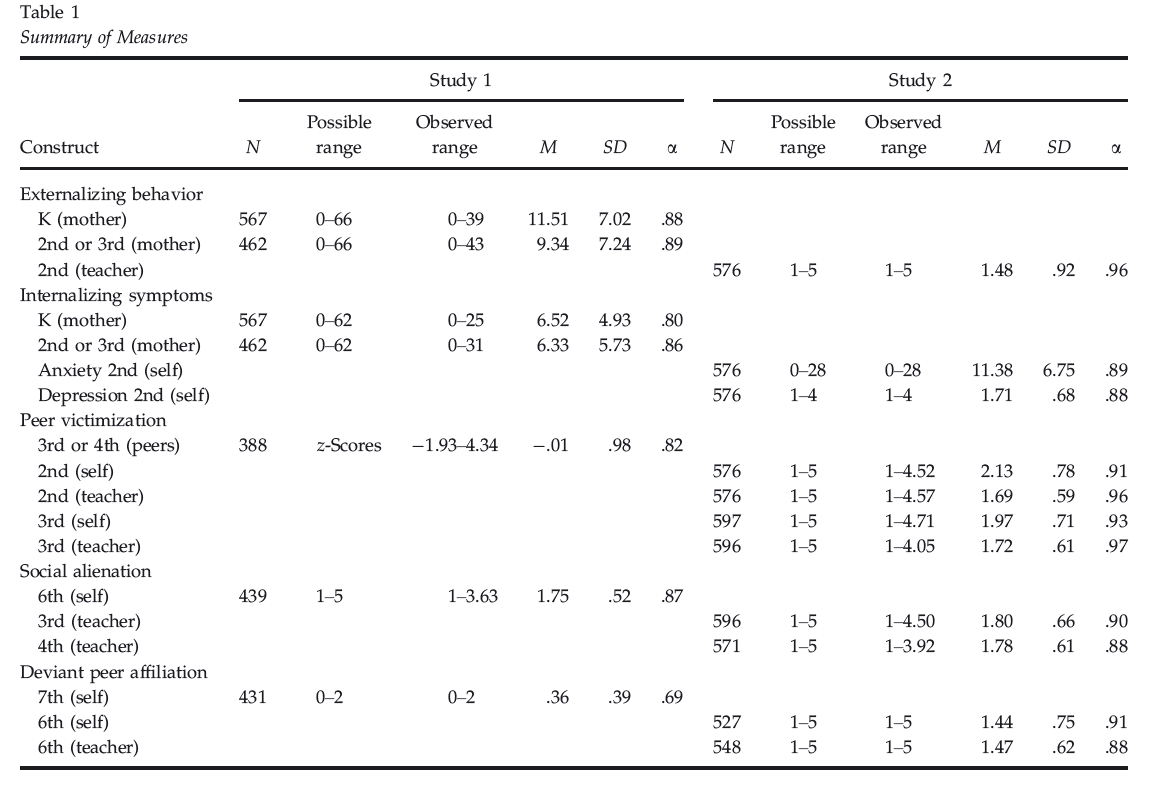 Table 1
Summary of Measures
Study 1 Study 2
Possible Observed Possible Observed
Construct N range range M SD α N range range M SD α
Externalizing behavior
K (mother) 567 0–66 0–39 11.51 7.02 .88
2nd or 3rd (mother) 462 0–66 0–43 9.34 7.24 .89
2nd (teacher) 576 1–5 1–5 1.48 .92 .96
Internalizing symptoms
K (mother) 567 0–62 0–25 6.52 4.93 .80
2nd or 3rd (mother) 462 0–62 0–31 6.33 5.73 .86
Anxiety 2nd (self) 576 0–28 0–28 11.38 6.75 .89
Depression 2nd (self) 576 1–4 1–4 1.71 .68 .88
Peer victimization
3rd or 4th (peers) 388 z-Scores −1.93–4.34 −.01 .98 .82
2nd (self) 576 1–5 1–4.52 2.13 .78 .91
2nd (teacher) 576 1–5 1–4.57 1.69 .59 .96
3rd (self) 597 1–5 1–4.71 1.97 .71 .93
3rd (teacher) 596 1–5 1–4.05 1.72 .61 .97
Social alienation
6th (self) 439 1–5 1–3.63 1.75 .52 .87
3rd (teacher) 596 1–5 1–4.50 1.80 .66 .90
4th (teacher) 571 1–5 1–3.92 1.78 .61 .88
Deviant peer affiliation
7th (self) 431 0–2 0–2 .36 .39 .69
6th (self) 527 1–5 1–5 1.44 .75 .91
6th (teacher) 548 1–5 1–5 1.47 .62 .88